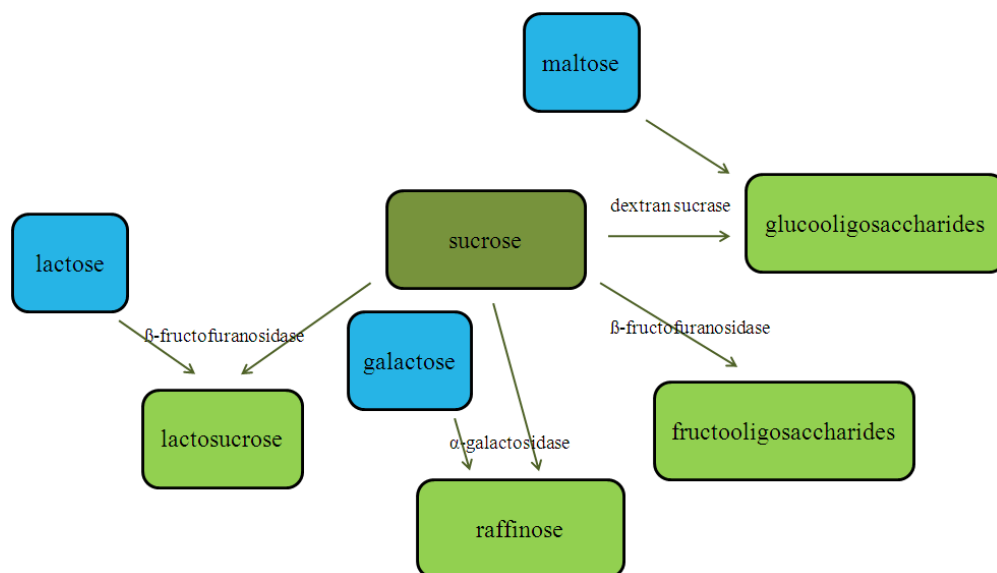 maltose
dextran sucrase
glucooligosaccharides
sucrose
lactose
ß-fructofuranosidase
ß-fructofuranosidase
galactose
lactosucrose
α-galactosidase
fructooligosaccharides
raffinose